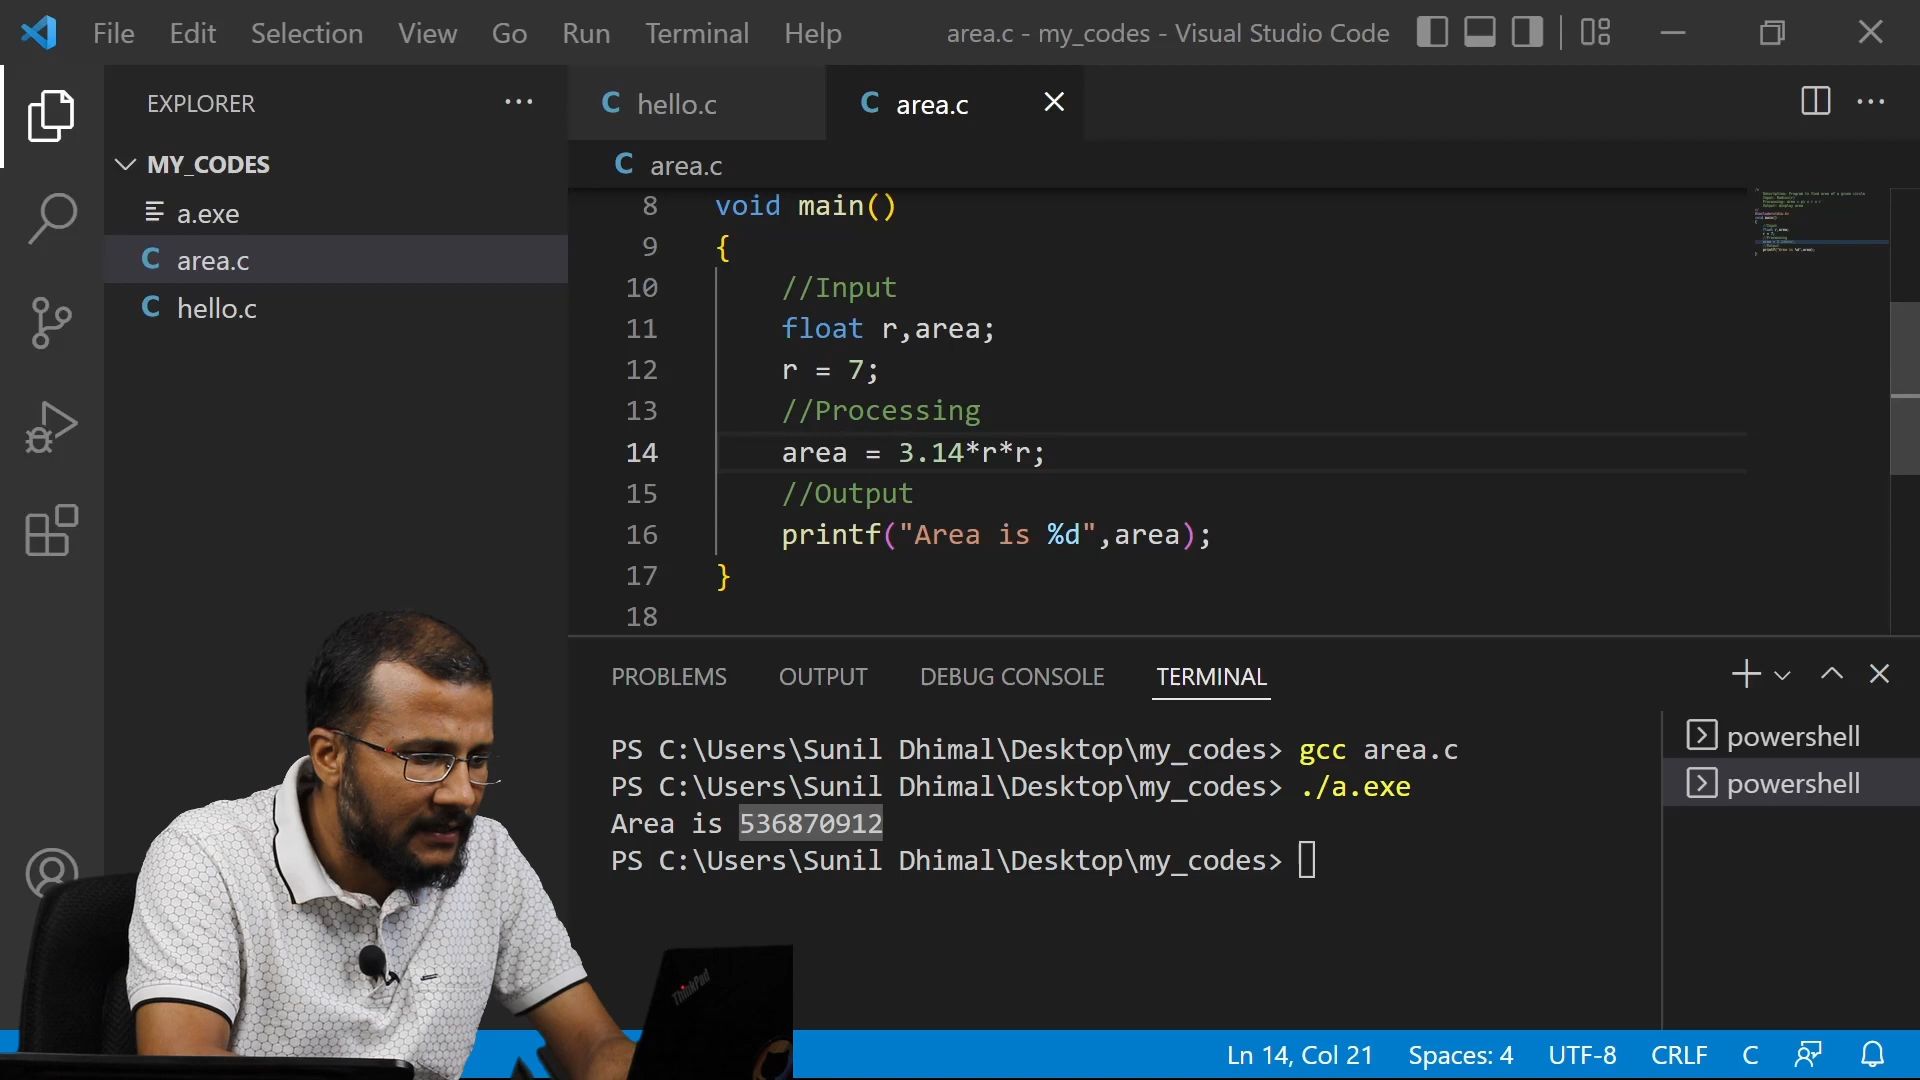 File Edit Selection View Go Run Terminal Help area.c - my_codes - Visual Studio Code
EXPLORER
hello.c
area.c
MY_CODES
area.c
a.exe
area.c
hello.c
8 void main()
9 {
10 //Input
11 float r,area;
12 r = 7;
13 //Processing
14 area = 3.14*r*r;
15 //Output
16 printf("Area is %d",area);
17 }
18
PROBLEMS OUTPUT DEBUG CONSOLE TERMINAL
PS C:\Users\Sunil Dhimal\Desktop\my_codes> gcc area.c
PS C:\Users\Sunil Dhimal\Desktop\my_codes> ./a.exe
Area is 536870912
PS C:\Users\Sunil Dhimal\Desktop\my_codes>
powershell
powershell
ThinkPad
Ln 14, Col 21 Spaces: 4 UTF-8 CRLF C